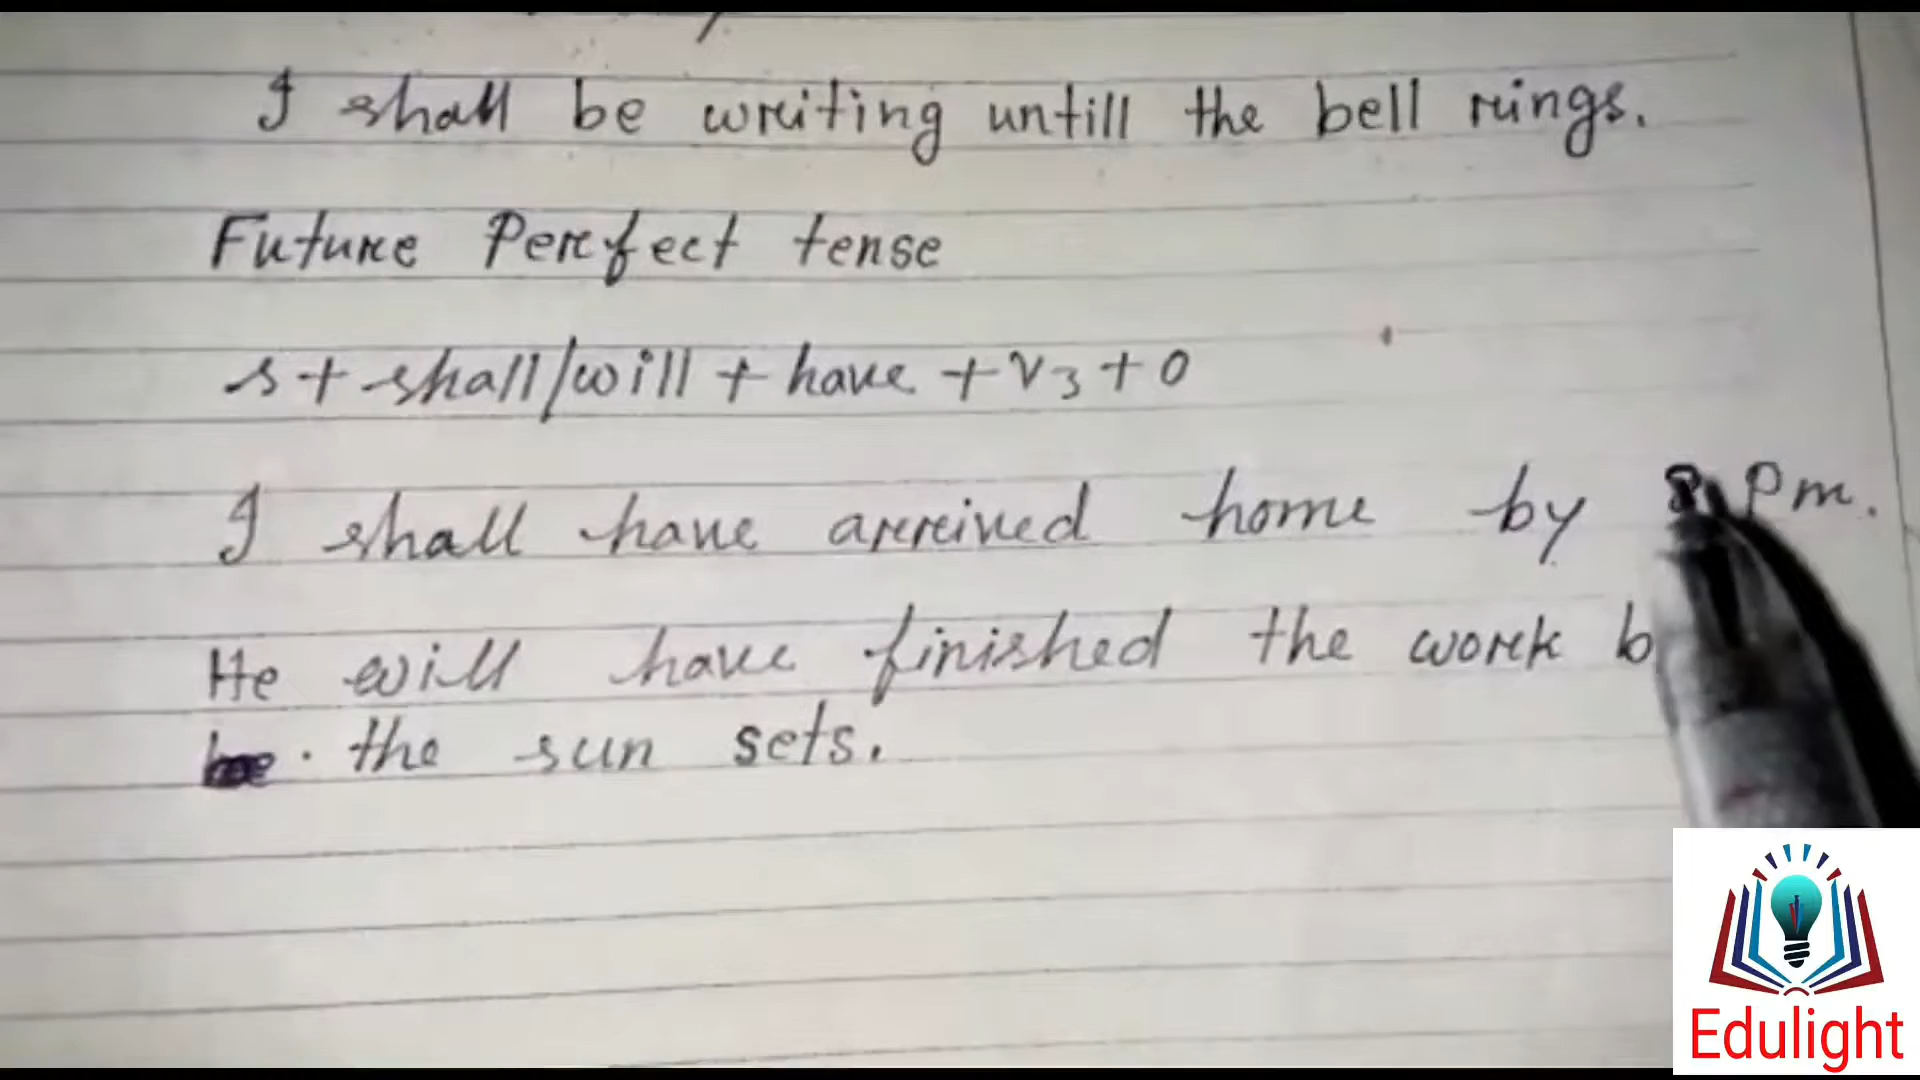 I shall be writing untill the bell rings.
Future Perfect tense
s + shall/will + have + v3 + o
I shall have arrived home by 8 Pm.
He will have finished the work
the sun sets.
Edulight